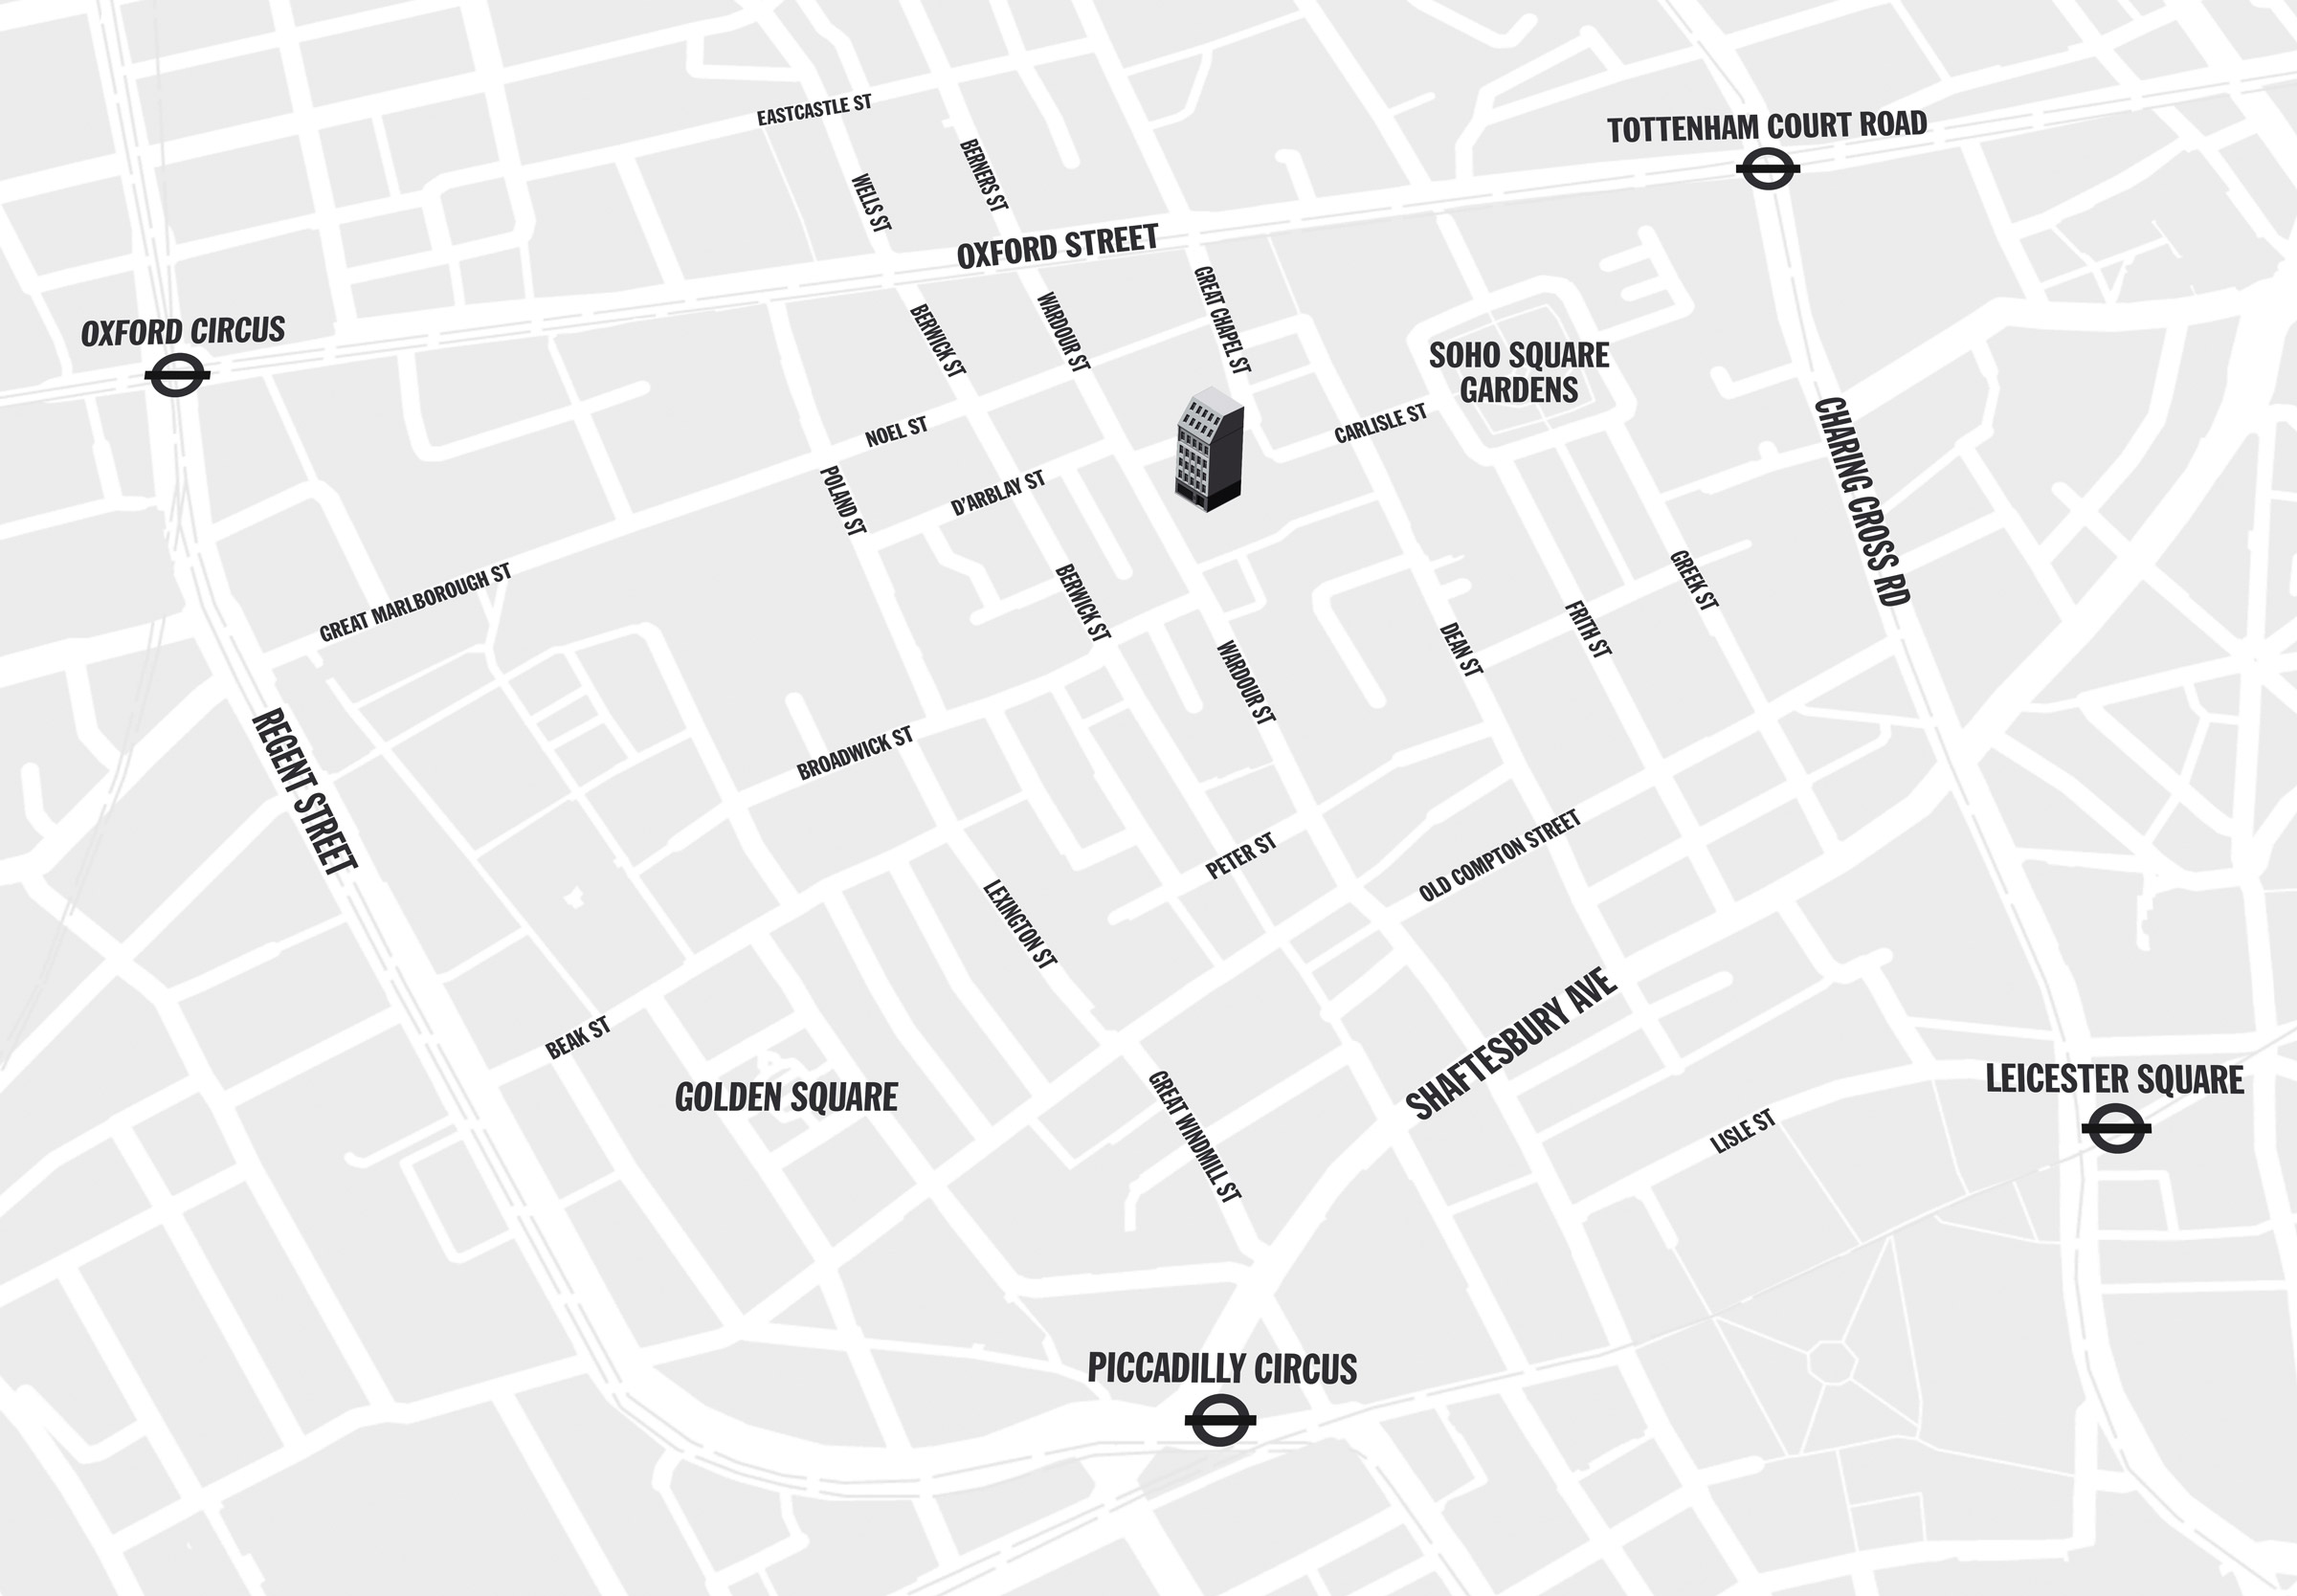 EASTCASTLE ST
TOTTENHAM COURT ROAD
BERNERS ST
WELLS ST
OXFORD STREET
OXFORD CIRCUS
GREAT CHAPEL ST
WARDOUR ST
BERWICK ST
SOHO SQUARE
GARDENS
CARLISLE ST
NOEL ST
CHARING CROSS RD
D'ARBLAY ST
POLAND ST
GREAT MARLBOROUGH ST
BERWICK ST
GREEK ST
FRITH ST
DEAN ST
WARDOUR ST
REGENT STREET
BROADWICK ST
PETER ST
OLD COMPTON STREET
LEXINGTON ST
BEAK ST
SHAFTESBURY AVE
GOLDEN SQUARE
LEICESTER SQUARE
GREAT WINDMILL ST
LISLE ST
PICCADILLY CIRCUS